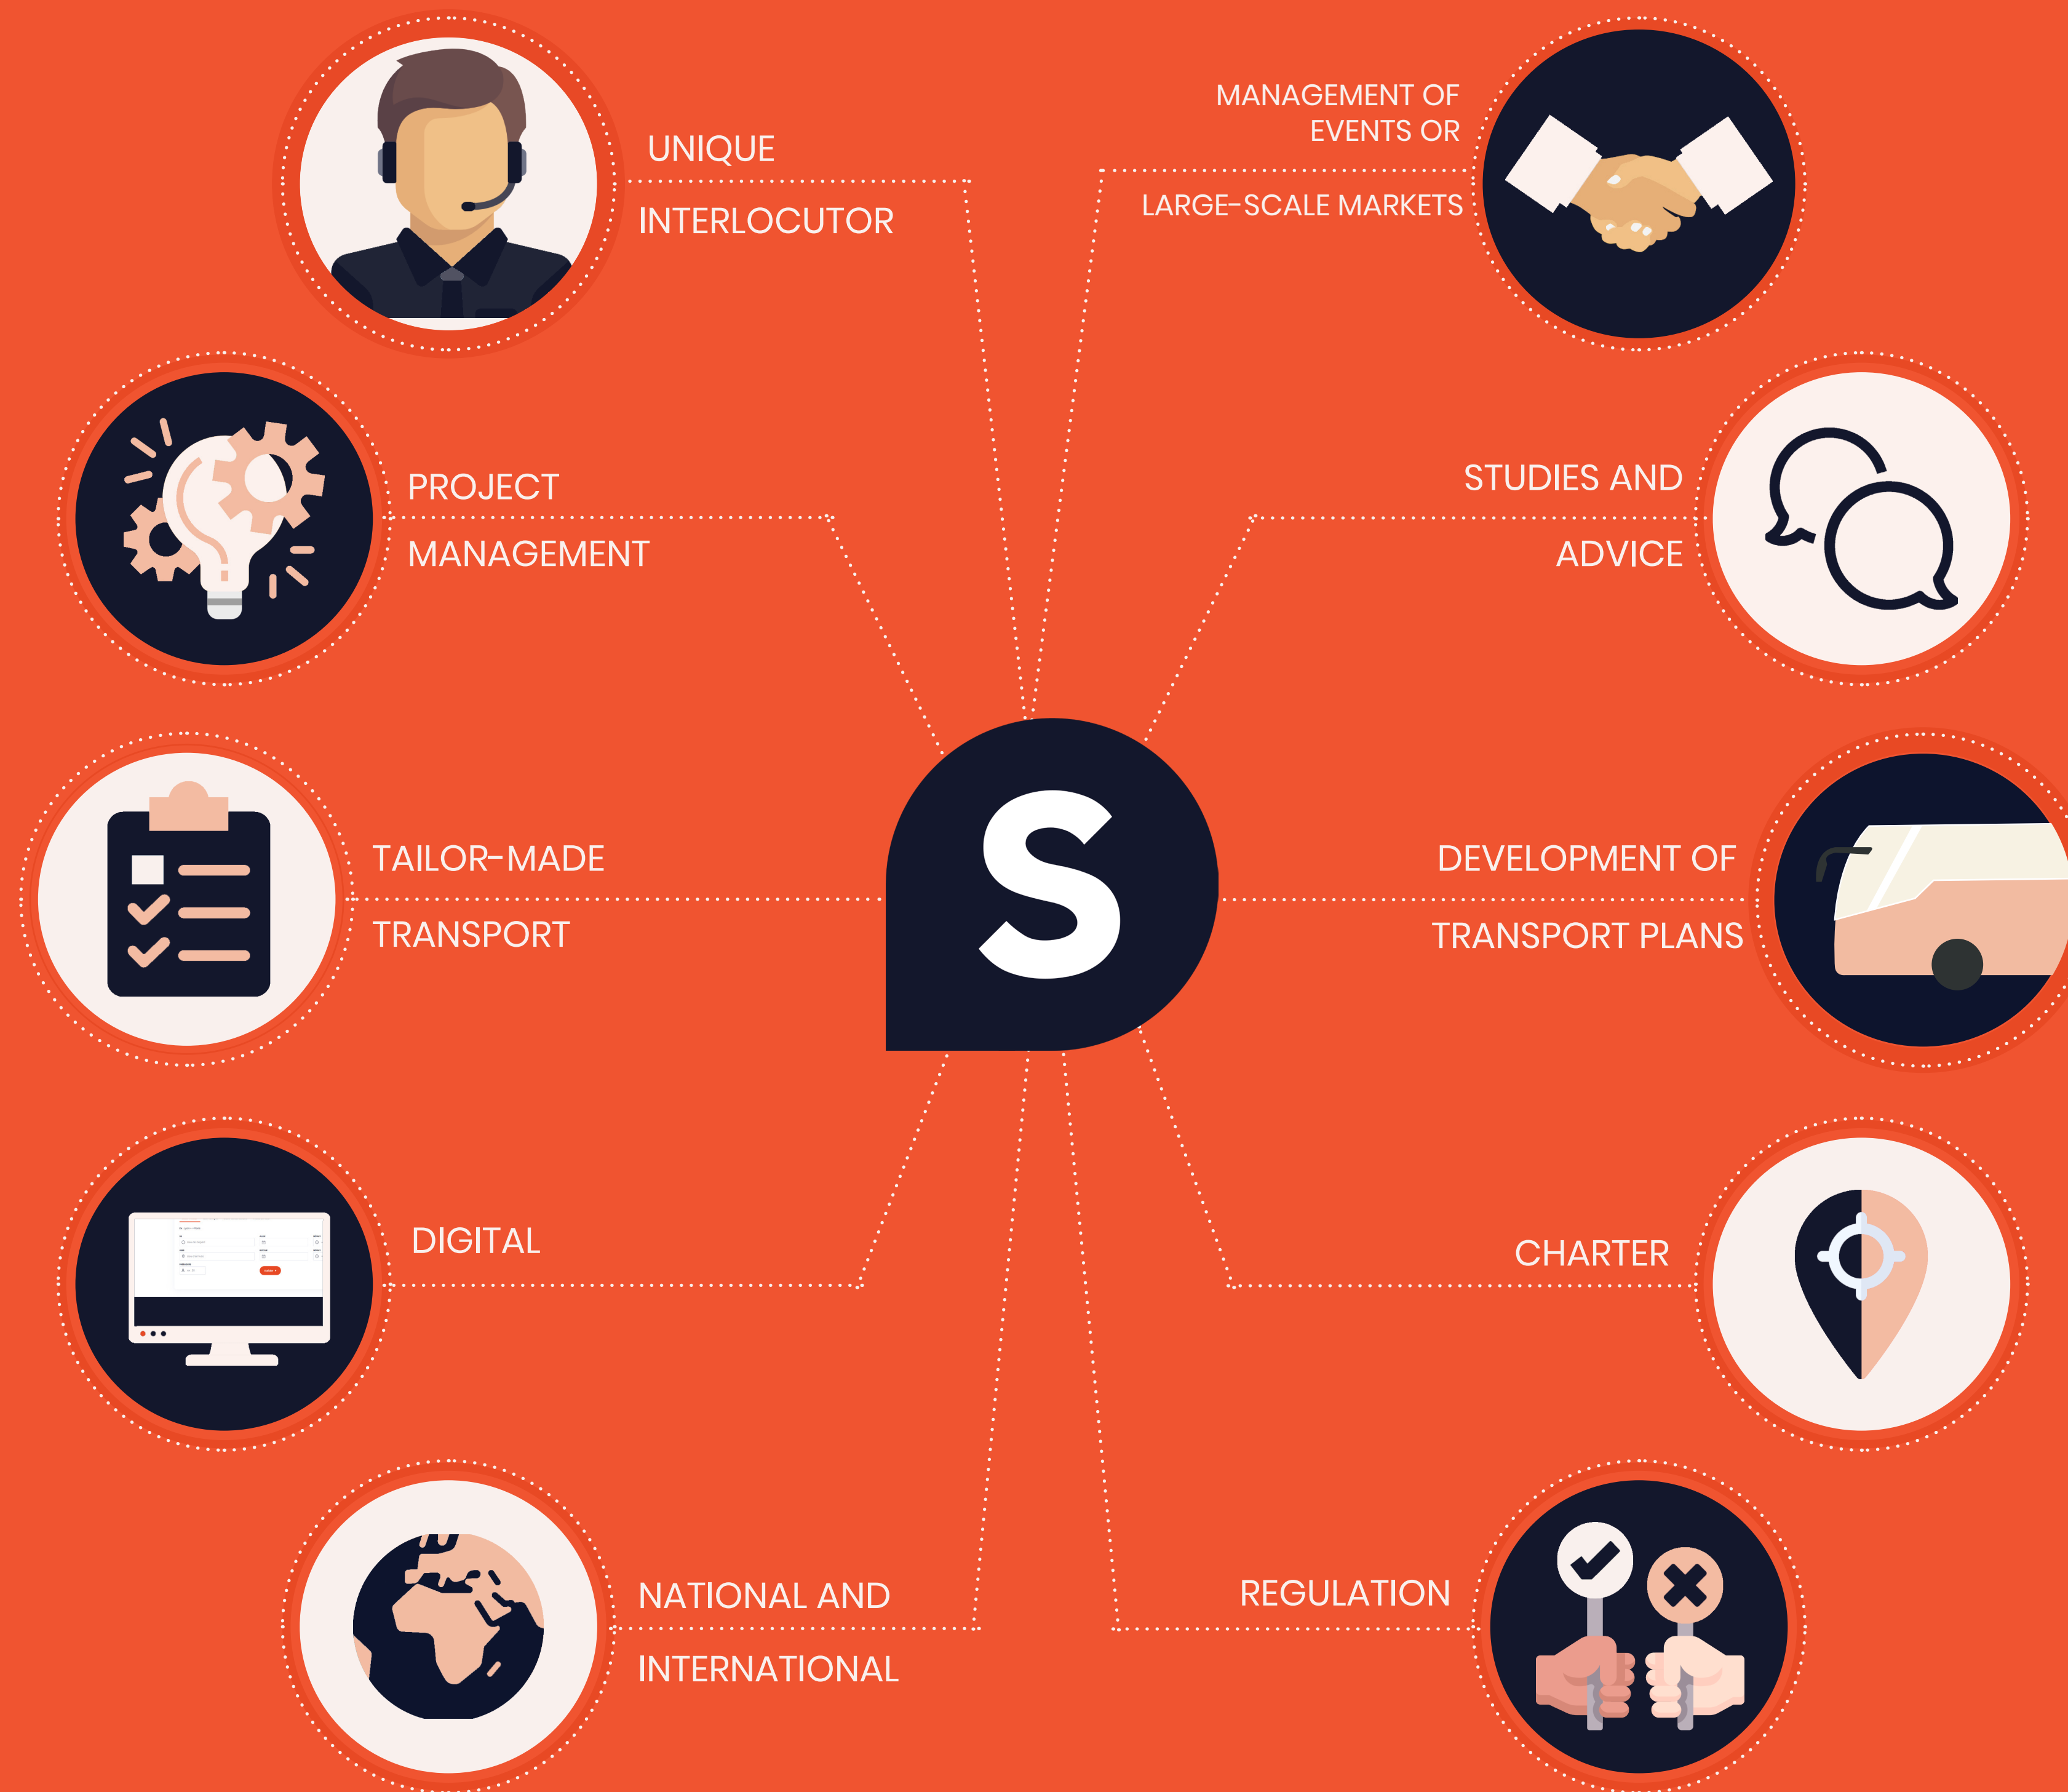 UNIQUE
INTERLOCUTOR
MANAGEMENT OF
EVENTS OR
LARGE-SCALE MARKETS
PROJECT
MANAGEMENT
STUDIES AND
ADVICE
S
TAILOR-MADE
TRANSPORT
DEVELOPMENT OF
TRANSPORT PLANS
DIGITAL
CHARTER
NATIONAL AND
INTERNATIONAL
REGULATION